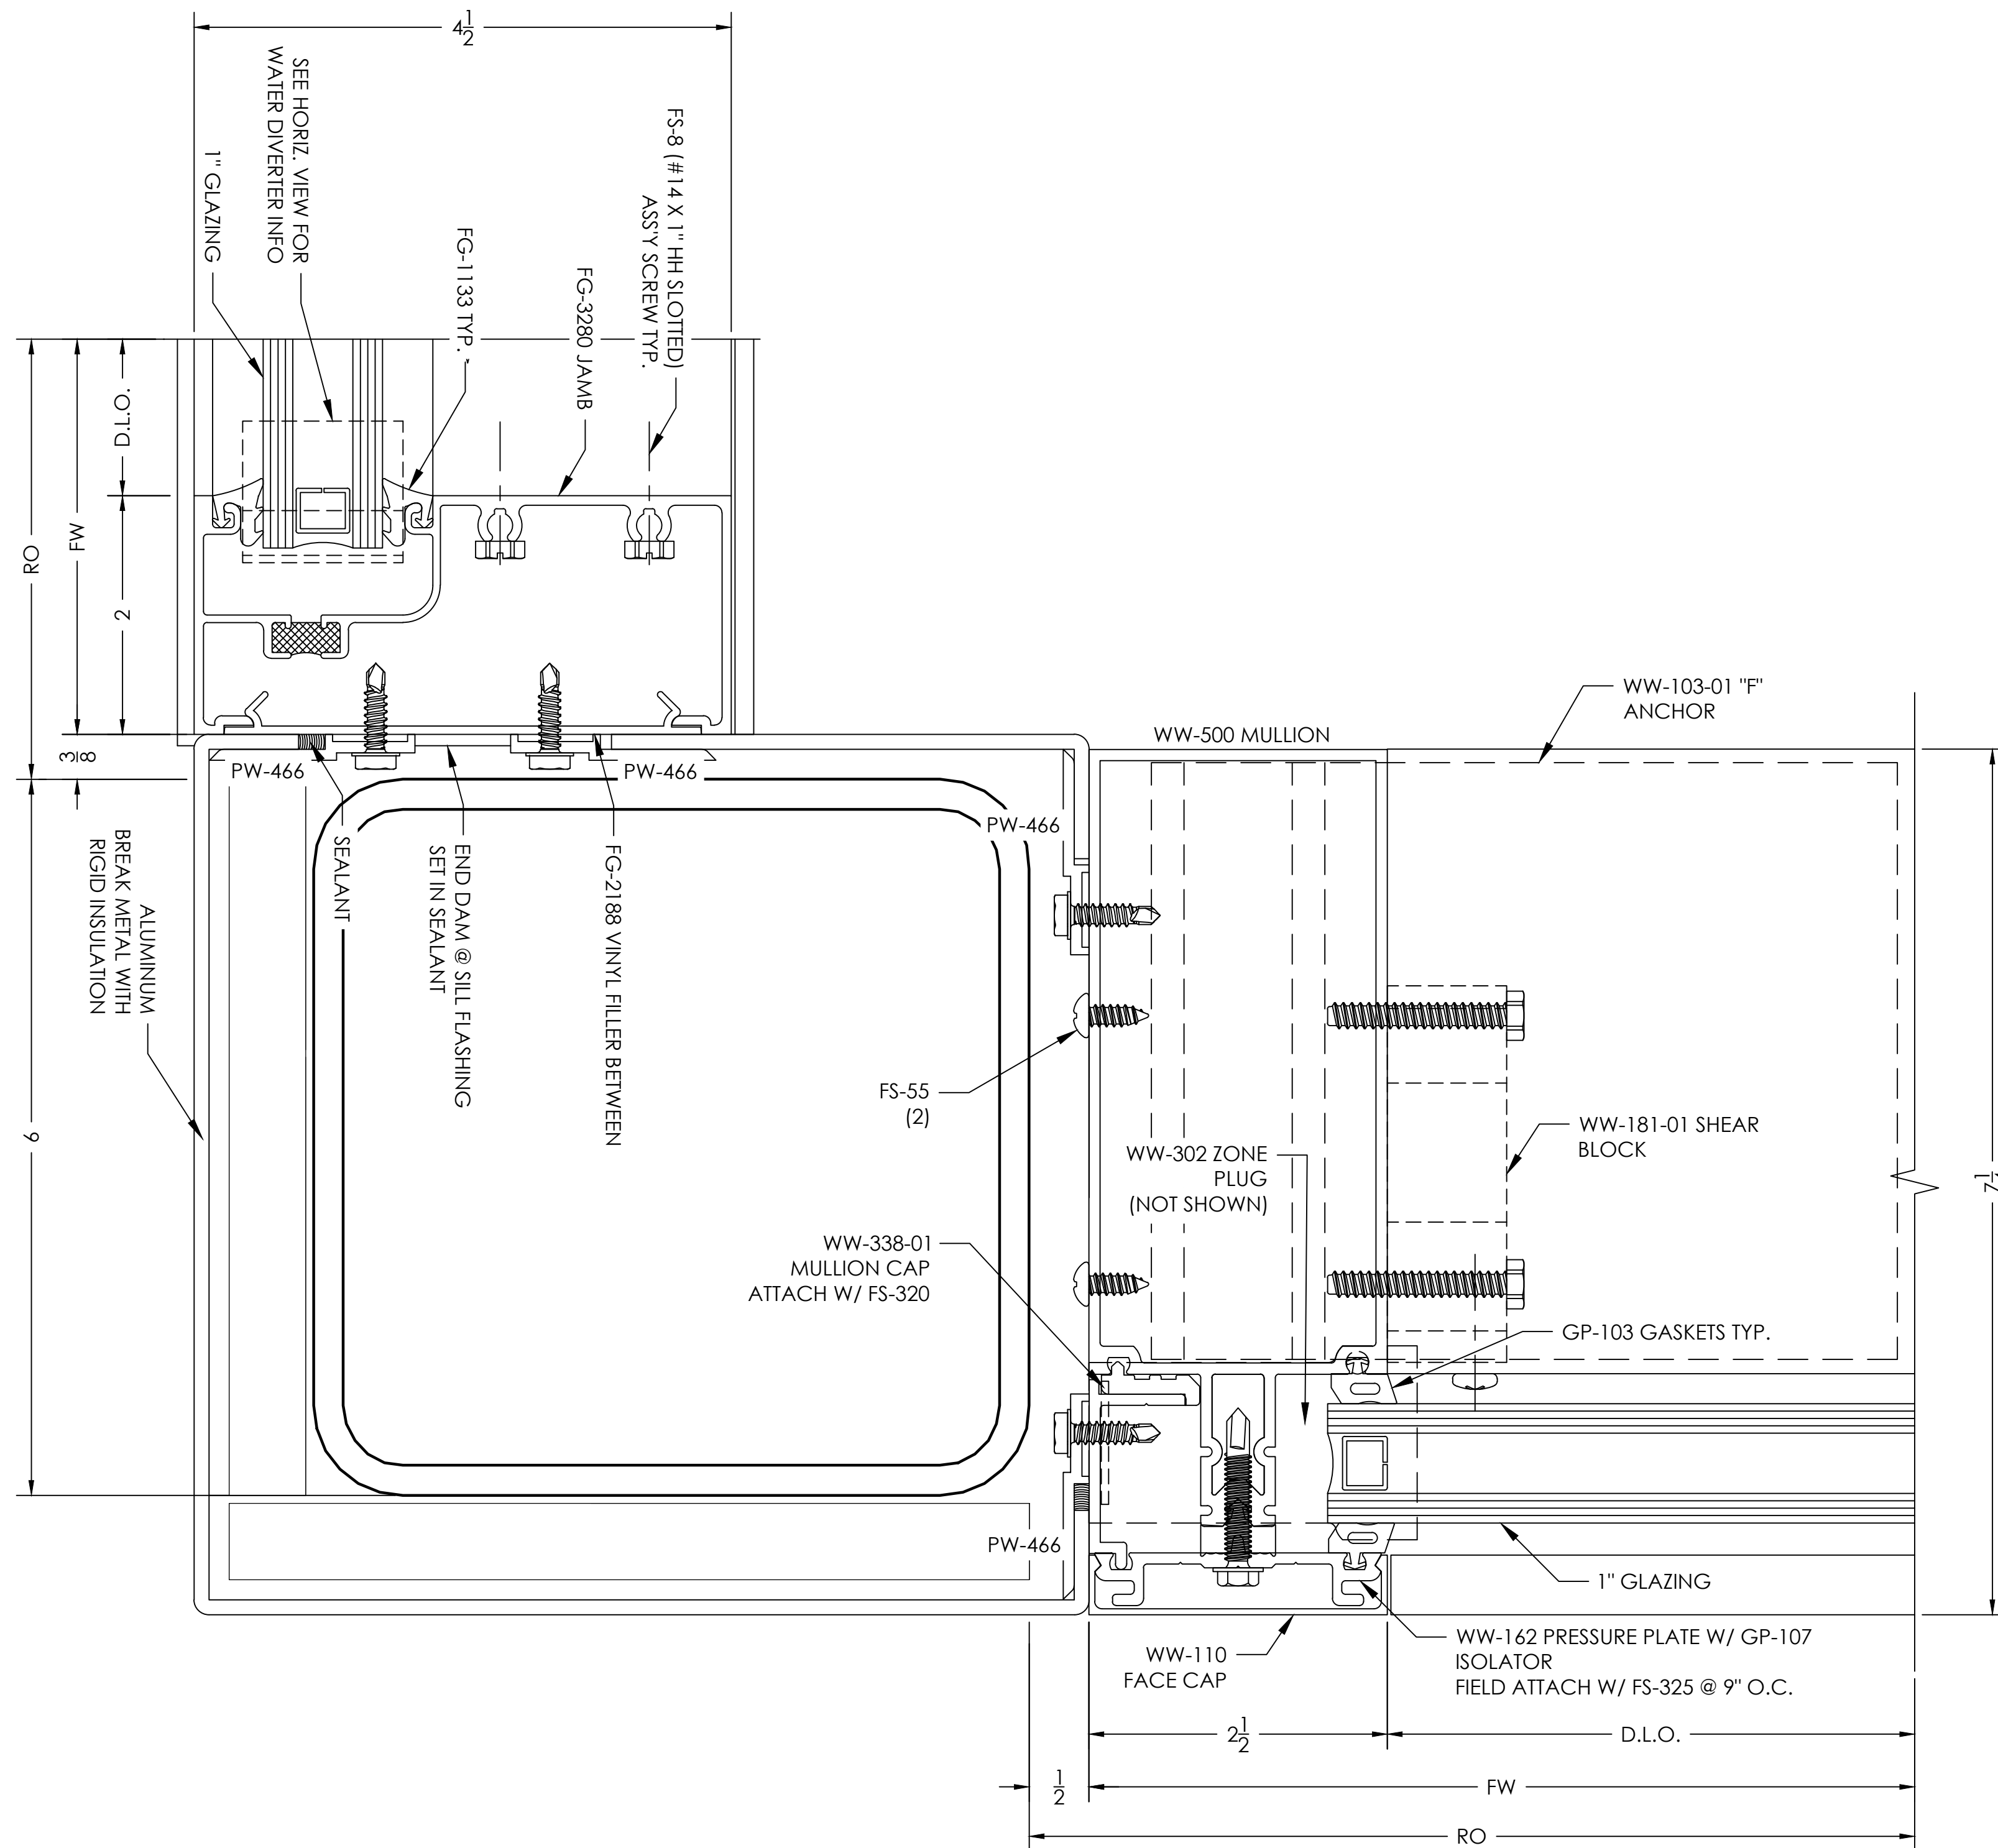 4 1/2
SEE HORIZ. VIEW FOR
WATER DIVERTER INFO
1" GLAZING
FS-8 (#14 X 1" HH SLOTTED)
ASS'Y SCREW TYP.
FG-1133 TYP.
FG-3280 JAMB
D.L.O.
FW
RO
2
3/8
6
PW-466
PW-466
PW-466
PW-466
SEALANT
END DAM @ SILL FLASHING
SET IN SEALANT
FG-2188 VINYL FILLER BETWEEN
ALUMINUM
BREAK METAL WITH
RIGID INSULATION
WW-500 MULLION
WW-103-01 "F"
ANCHOR
FS-55
(2)
WW-181-01 SHEAR
BLOCK
WW-302 ZONE
PLUG
(NOT SHOWN)
WW-338-01
MULLION CAP
ATTACH W/ FS-320
GP-103 GASKETS TYP.
1" GLAZING
WW-162 PRESSURE PLATE W/ GP-107
ISOLATOR
FIELD ATTACH W/ FS-325 @ 9" O.C.
WW-110
FACE CAP
2 1/2
D.L.O.
1/2
FW
RO